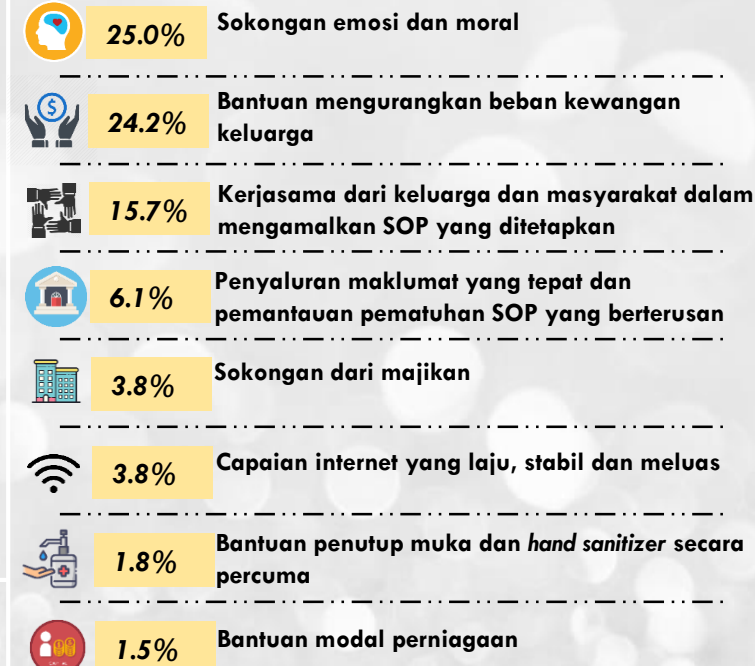 25.0% Sokongan emosi dan moral
24.2% Bantuan mengurangkan beban kewangan
keluarga
15.7% Kerjasama dari keluarga dan masyarakat dalam
mengamalkan SOP yang ditetapkan
6.1% Penyaluran maklumat yang tepat dan
pemantauan pematuhan SOP yang berterusan
3.8% Sokongan dari majikan
3.8% Capaian internet yang laju, stabil dan meluas
1.8% Bantuan penutup muka dan hand sanitizer secara
percuma
1.5% Bantuan modal perniagaan